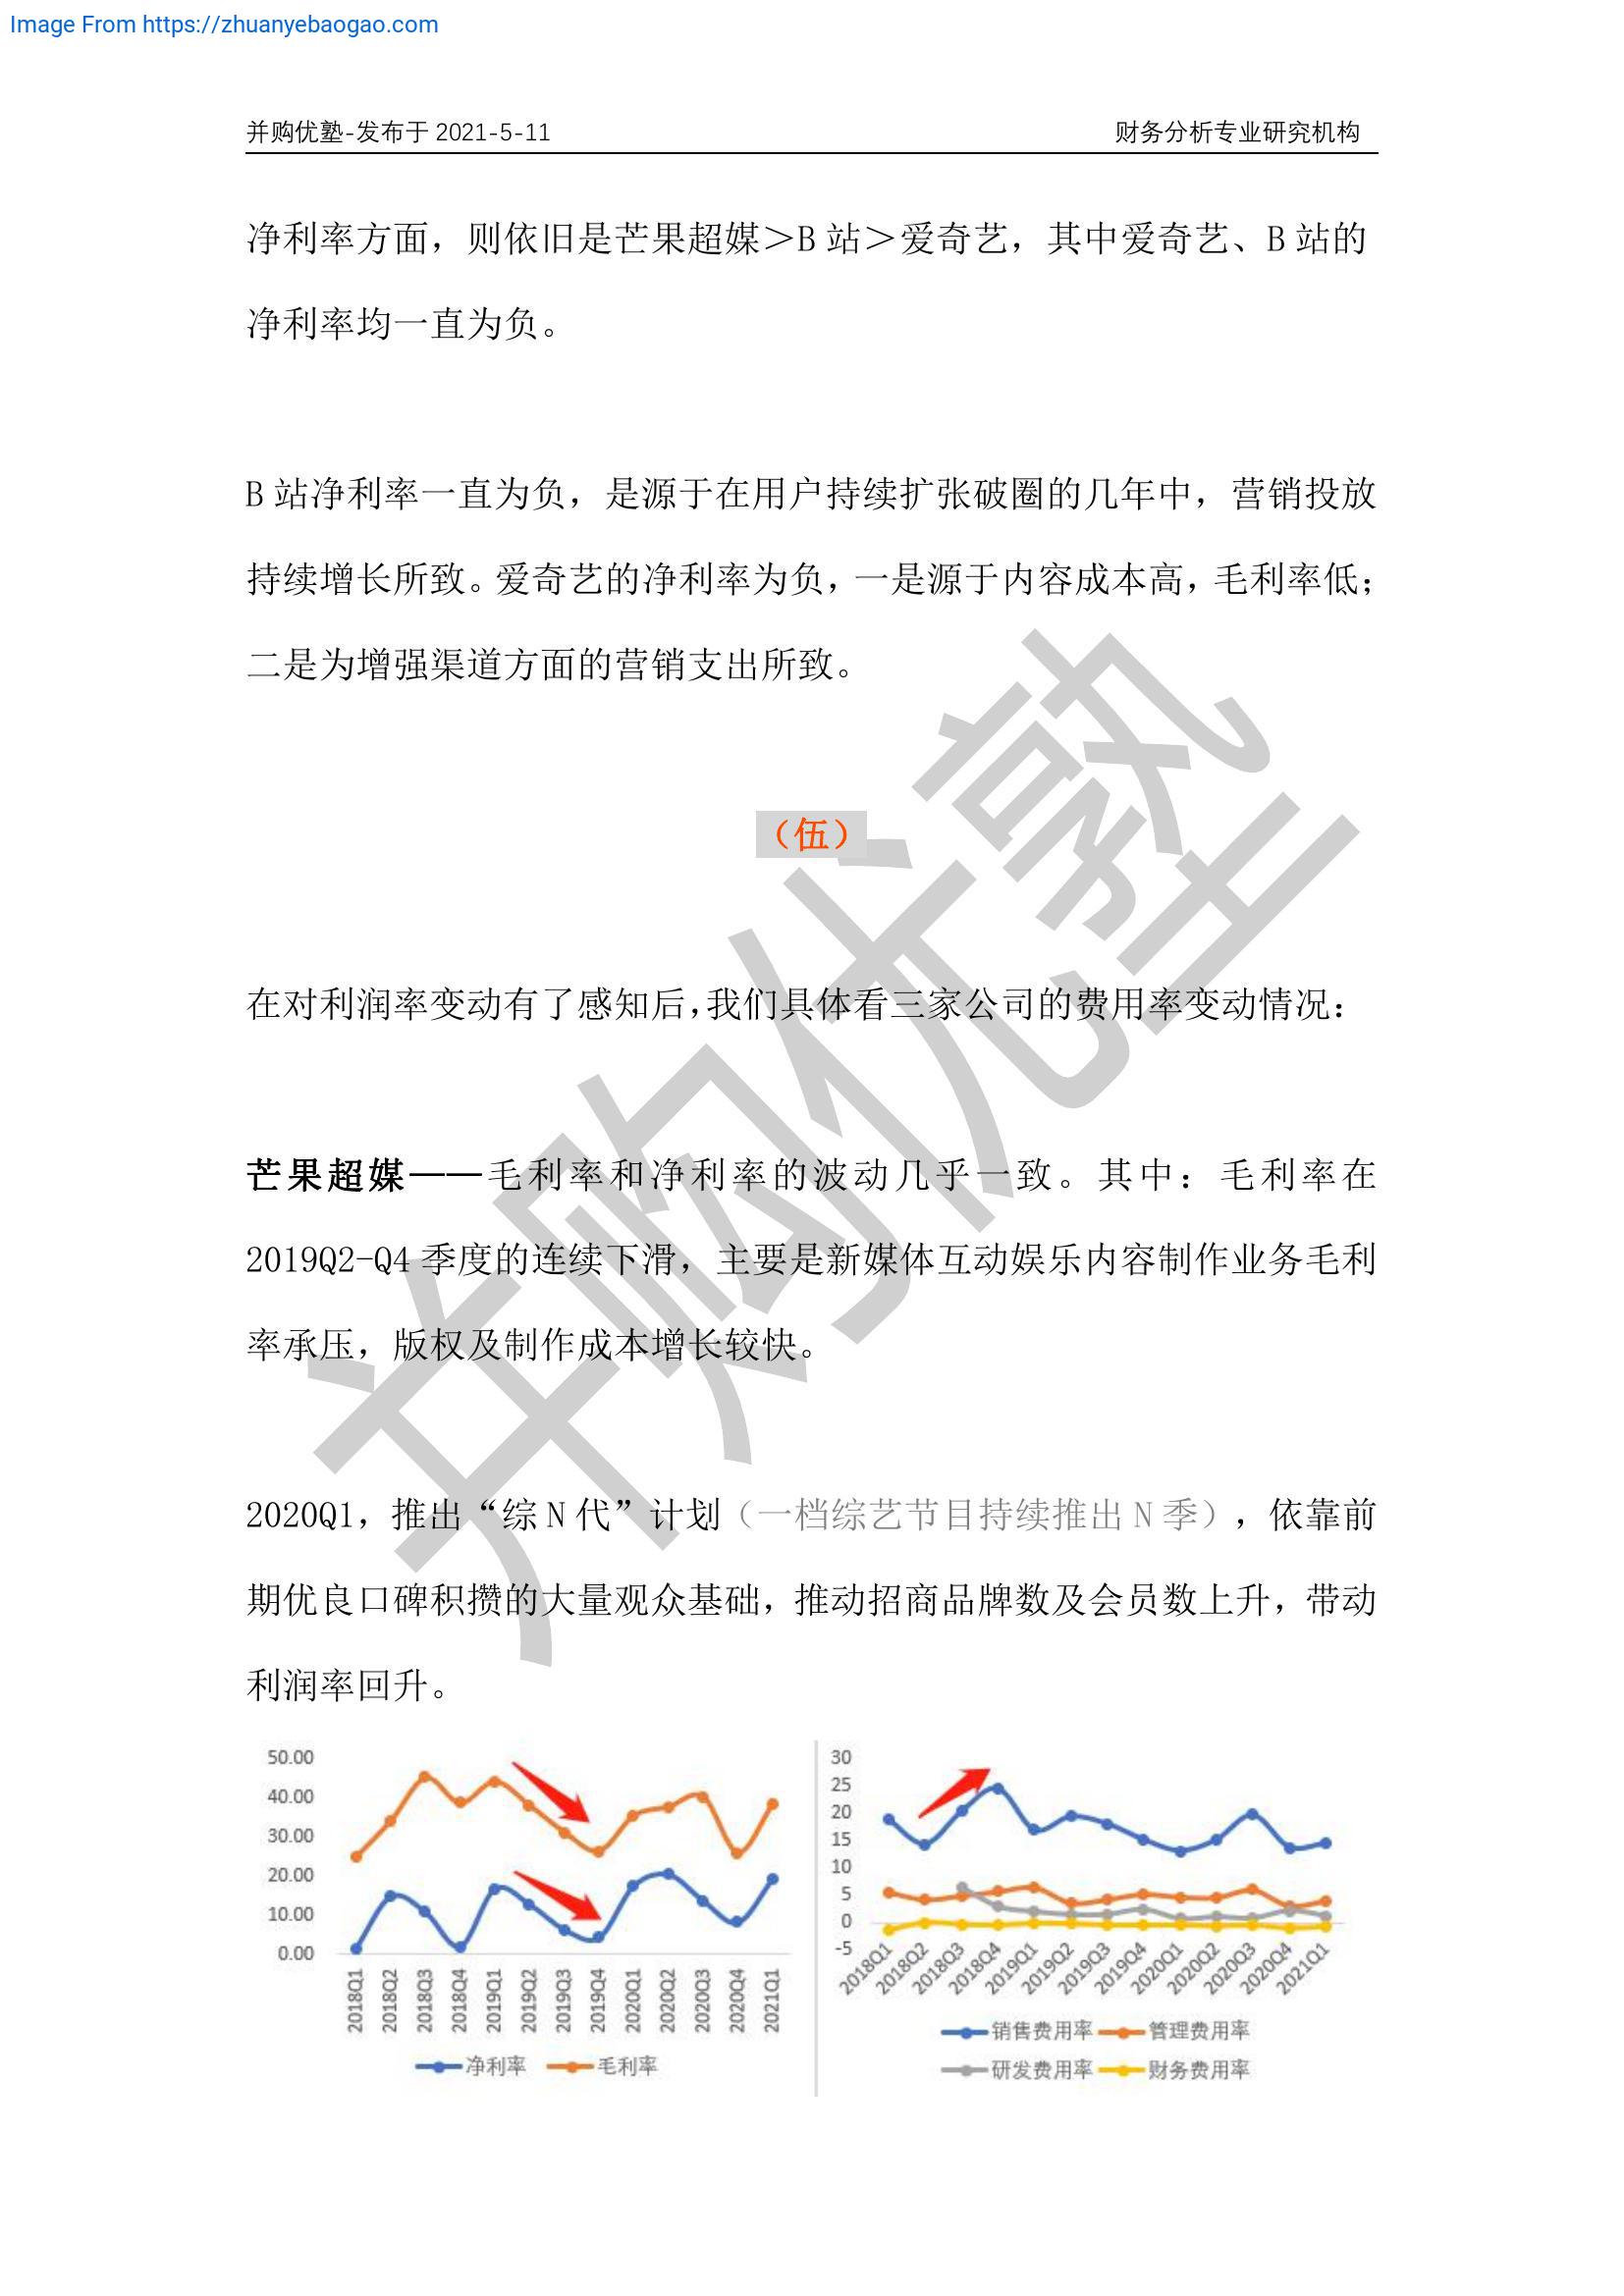 Image From https://zhuanyebaogao.com
并购优塾-发布于 2021-5-11 财务分析专业研究机构
净利率方面，则依旧是芒果超媒＞B 站＞爱奇艺，其中爱奇艺、B 站的
净利率均一直为负。
B 站净利率一直为负，是源于在用户持续扩张破圈的几年中，营销投放
持续增长所致。爱奇艺的净利率为负，一是源于内容成本高，毛利率低；
二是为增强渠道方面的营销支出所致。
（伍）
在对利润率变动有了感知后，我们具体看三家公司的费用率变动情况：
芒果超媒——毛利率和净利率的波动几乎一致。其中：毛利率在
2019Q2-Q4 季度的连续下滑，主要是新媒体互动娱乐内容制作业务毛利
率承压，版权及制作成本增长较快。
2020Q1，推出“综 N 代”计划（一档综艺节目持续推出 N 季），依靠前
期优良口碑积攒的大量观众基础，推动招商品牌数及会员数上升，带动
利润率回升。
并购优塾
50.00
40.00
30.00
20.00
10.00
0.00
2018Q1 2018Q2 2018Q3 2018Q4 2019Q1 2019Q2 2019Q3 2019Q4 2020Q1 2020Q2 2020Q3 2020Q4 2021Q1
净利率 毛利率
30
25
20
15
10
5
0
-5
2018Q1 2018Q2 2018Q3 2018Q4 2019Q1 2019Q2 2019Q3 2019Q4 2020Q1 2020Q2 2020Q3 2020Q4 2021Q1
销售费用率 管理费用率
研发费用率 财务费用率